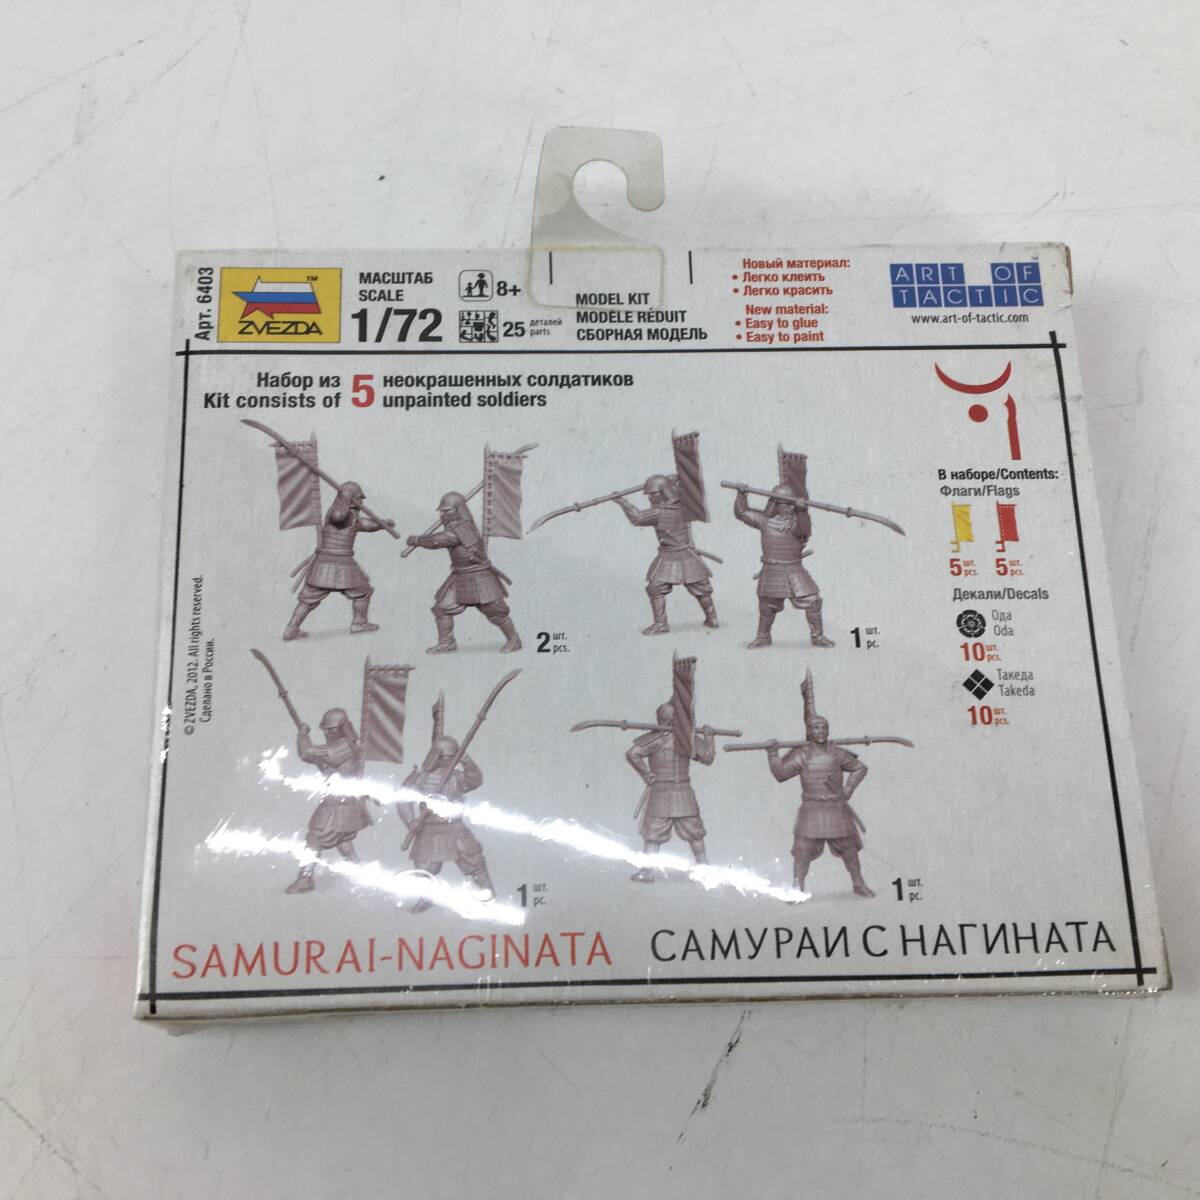 Арт. 6403
ZVEZDA
TM
МАСШТАБ
SCALE
1/72
8+
25 деталей
parts
MODEL KIT
MODÈLE RÉDUIT
СБОРНАЯ МОДЕЛЬ
Новый материал:
• Легко клеить
• Легко красить
New material:
• Easy to glue
• Easy to paint
ART OF
TACTIC
www.art-of-tactic.com
Набор из 5 неокрашенных солдатиков
Kit consists of 5 unpainted soldiers
В наборе/Contents:
Флаги/Flags
5 шт.
pcs.
5 шт.
pcs.
Декали/Decals
Ода
Oda
10 шт.
pcs.
Такеда
Takeda
10 шт.
pcs.
2 шт.
pcs.
1 шт.
pc.
1 шт.
pc.
1 шт.
pc.
© ZVEZDA, 2012. All rights reserved.
Сделано в России.
SAMURAI-NAGINATA
САМУРАИ С НАГИНАТА